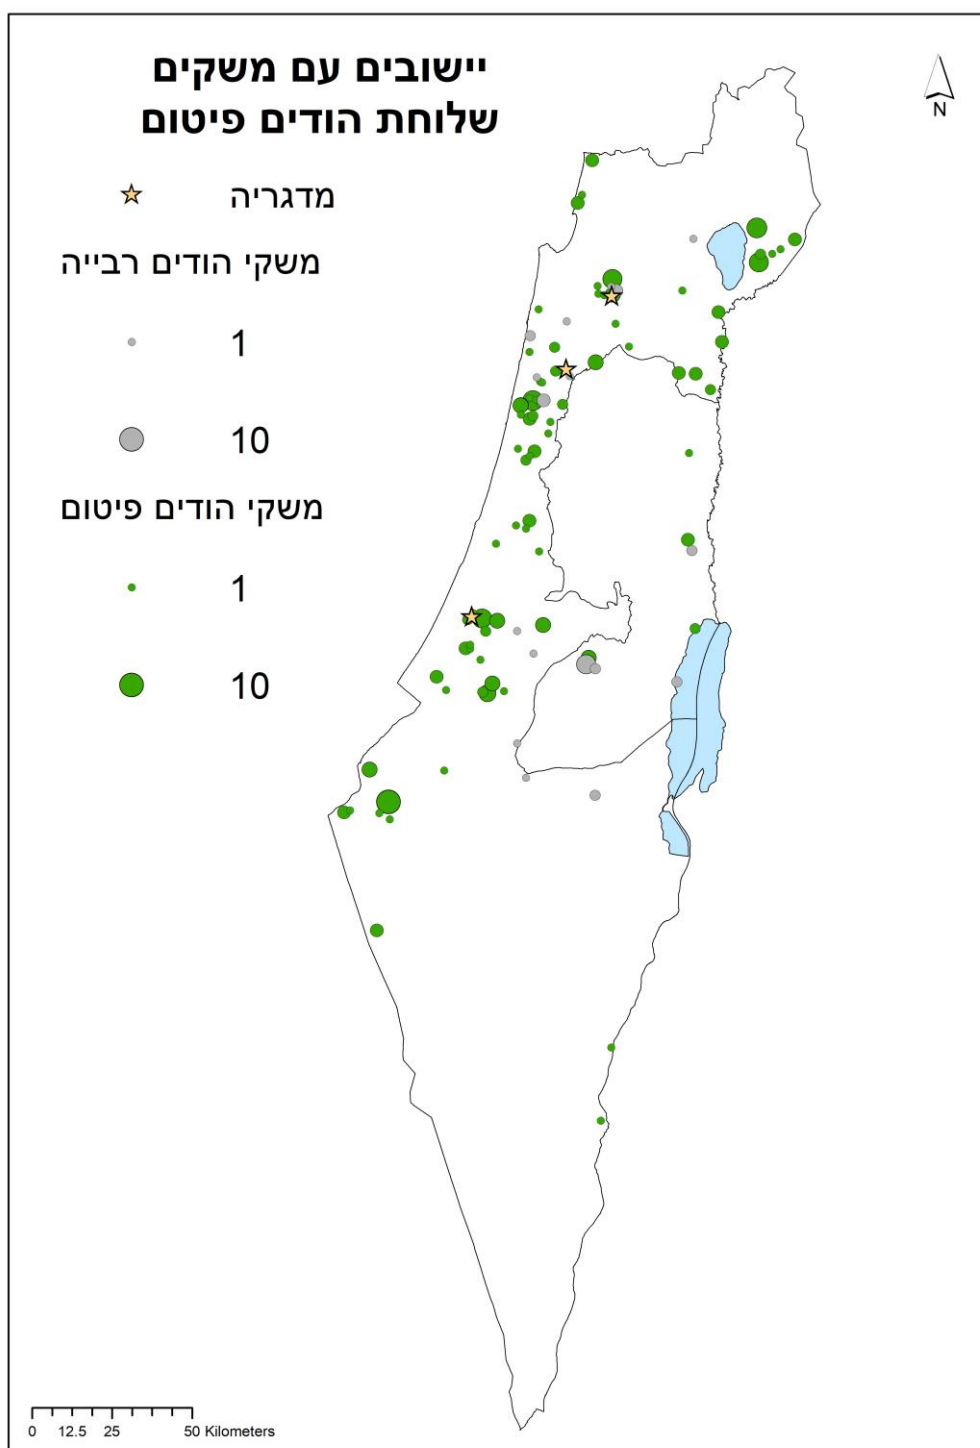 יישובים עם משקים
שלוחת הודים פיטום
N
מדגריה
משקי הודים רבייה
1
10
משקי הודים פיטום
1
10
0 12.5 25 50 Kilometers